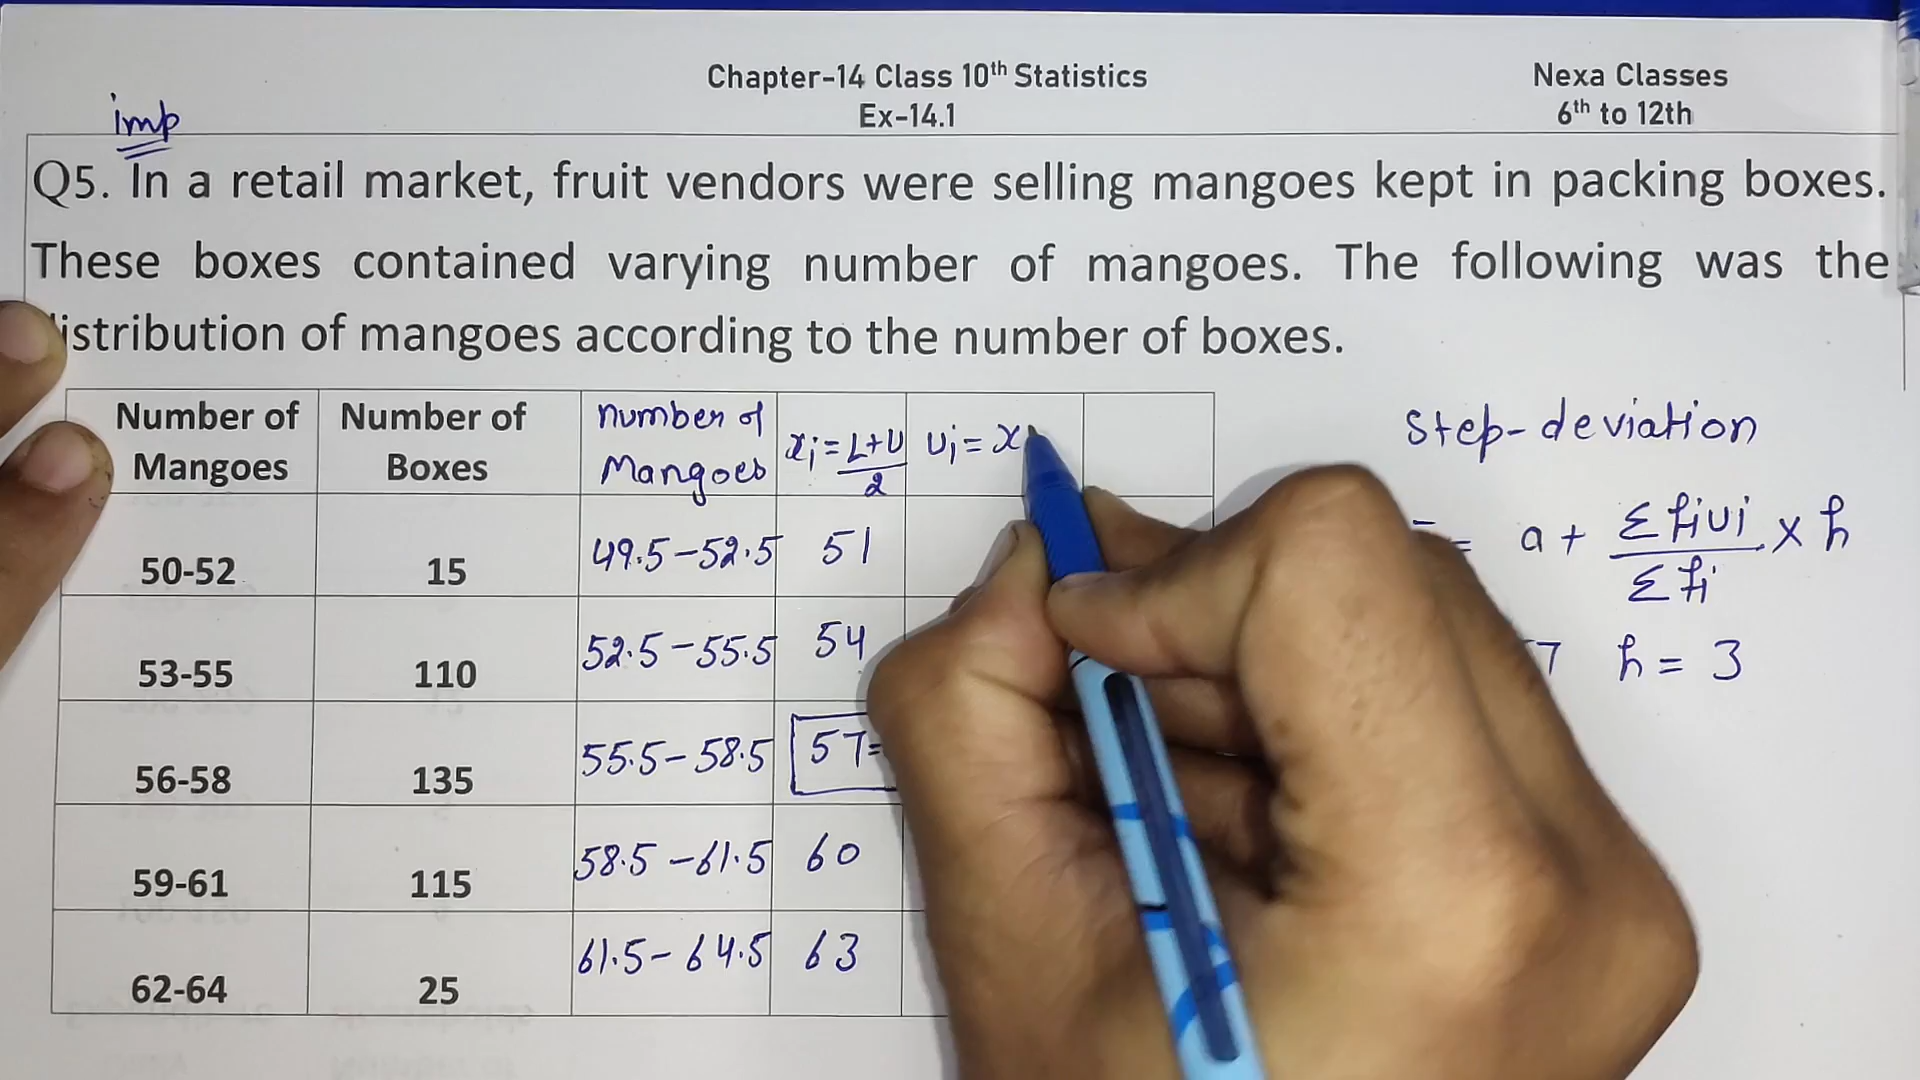 Chapter-14 Class 10th Statistics
Ex-14.1
Nexa Classes
6th to 12th
imp
Q5. In a retail market, fruit vendors were selling mangoes kept in packing boxes.
These boxes contained varying number of mangoes. The following was the
istribution of mangoes according to the number of boxes.
Number of Mangoes | Number of Boxes | number of Mangoes | xi = L+U/2 | ui = x
50-52 | 15 | 49.5-52.5 | 51
53-55 | 110 | 52.5-55.5 | 54
56-58 | 135 | 55.5-58.5 | 57=
59-61 | 115 | 58.5-61.5 | 60
62-64 | 25 | 61.5-64.5 | 63
Step-deviation
= a + Σfiui/Σfi × h
7 h = 3